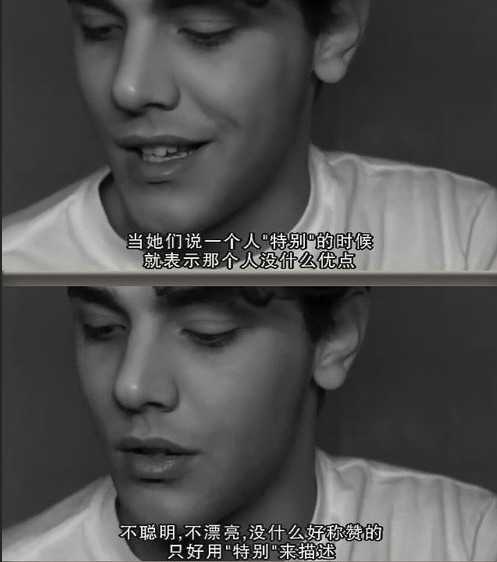 当她们说一个人"特别"的时候
就表示那个人没什么优点
不聪明,不漂亮,没什么好称赞的
只好用"特别"来描述